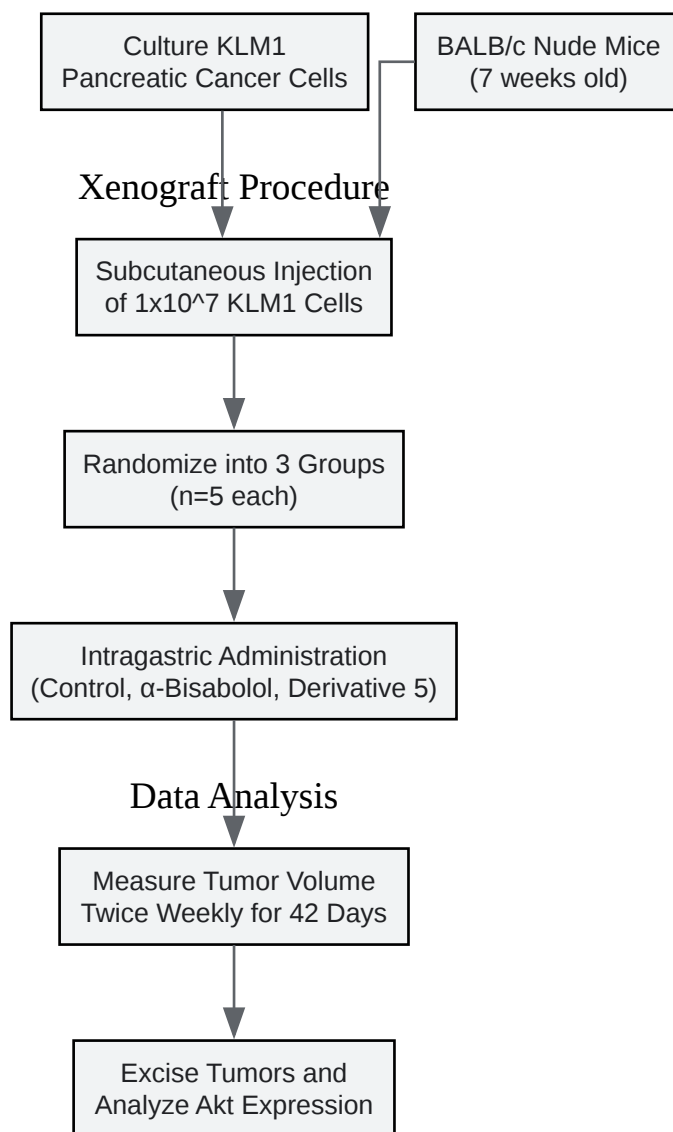 Culture KLM1
Pancreatic Cancer Cells
BALB/c Nude Mice
(7 weeks old)
Xenograft Procedure
Subcutaneous Injection
of 1x10^7 KLM1 Cells
Randomize into 3 Groups
(n=5 each)
Intragastric Administration
(Control, α-Bisabolol, Derivative 5)
Data Analysis
Measure Tumor Volume
Twice Weekly for 42 Days
Excise Tumors and
Analyze Akt Expression